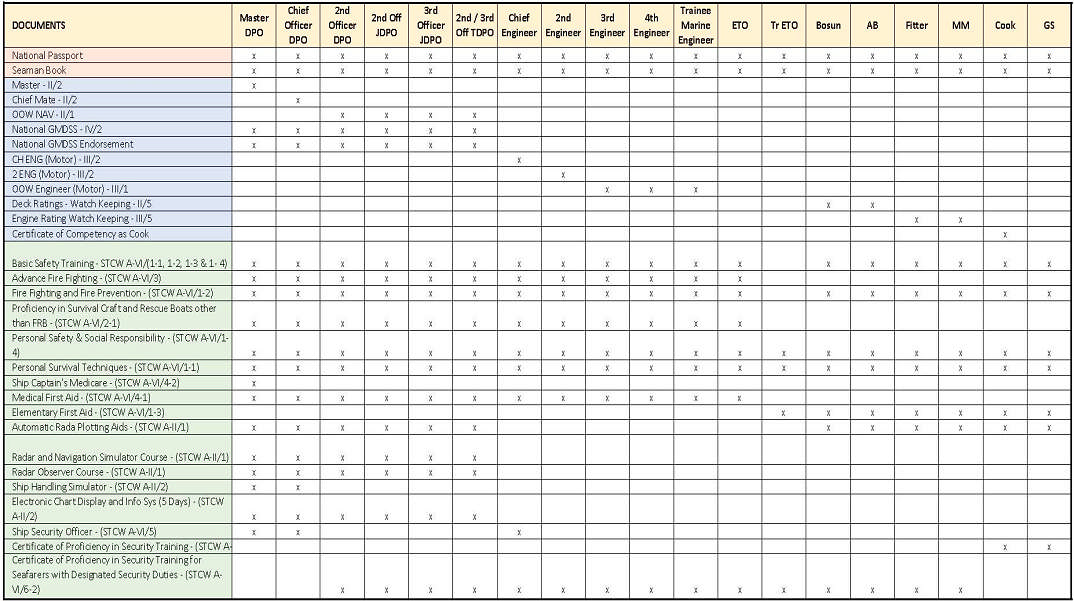 DOCUMENTS Master DPO Chief Officer DPO 2nd Officer DPO 2nd Off JDPO 3rd Officer JDPO 2nd / 3rd Off TDPO Chief Engineer 2nd Engineer 3rd Engineer 4th Engineer Trainee Marine Engineer ETO Tr ETO Bosun AB Fitter MM Cook GS
National Passport x x x x x x x x x x x x x x x x x x x
Seaman Book x x x x x x x x x x x x x x x x x x x
Master - II/2 x
Chief Mate - II/2 x
OOW NAV - II/1 x x x x
National GMDSS - IV/2 x x x x x x
National GMDSS Endorsement x x x x x x
CH ENG (Motor) - III/2 x
2 ENG (Motor) - III/2 x
OOW Engineer (Motor) - III/1 x x x
Deck Ratings - Watch Keeping - II/5 x x
Engine Rating Watch Keeping - III/5 x x
Certificate of Competency as Cook x
Basic Safety Training - STCW A-VI/(1-1, 1-2, 1-3 & 1- 4) x x x x x x x x x x x x x x x x x x
Advance Fire Fighting - (STCW A-VI/3) x x x x x x x x x x x x
Fire Fighting and Fire Prevention - (STCW A-VI/1-2) x x x x x x x x x x x x x x x x x x
Proficiency in Survival Craft and Rescue Boats other
than FRB - (STCW A-VI/2-1) x x x x x x x x x x x x
Personal Safety & Social Responsibility - (STCW A-VI/1-
4) x x x x x x x x x x x x x x x x x x
Personal Survival Techniques - (STCW A-VI/1-1) x x x x x x x x x x x x x x x x x x
Ship Captain's Medicare - (STCW A-VI/4-2) x
Medical First Aid - (STCW A-VI/4-1) x x x x x x x x x x x x
Elementary First Aid - (STCW A-VI/1-3) x x x x x x x
Automatic Rada Plotting Aids - (STCW A-II/1) x x x x x x x x x x x x
Radar and Navigation Simulator Course - (STCW A-II/1) x x x x x x
Radar Observer Course - (STCW A-II/1) x x x x x x
Ship Handling Simulator - (STCW A-II/2) x x
Electronic Chart Display and Info Sys (5 Days) - (STCW
A-II/2) x x x x x x
Ship Security Officer - (STCW A-VI/5) x x x
Certificate of Proficiency in Security Training - (STCW A- x x
Certificate of Proficiency in Security Training for
Seafarers with Designated Security Duties - (STCW A-
VI/6-2) x x x x x x x x x x x x x x